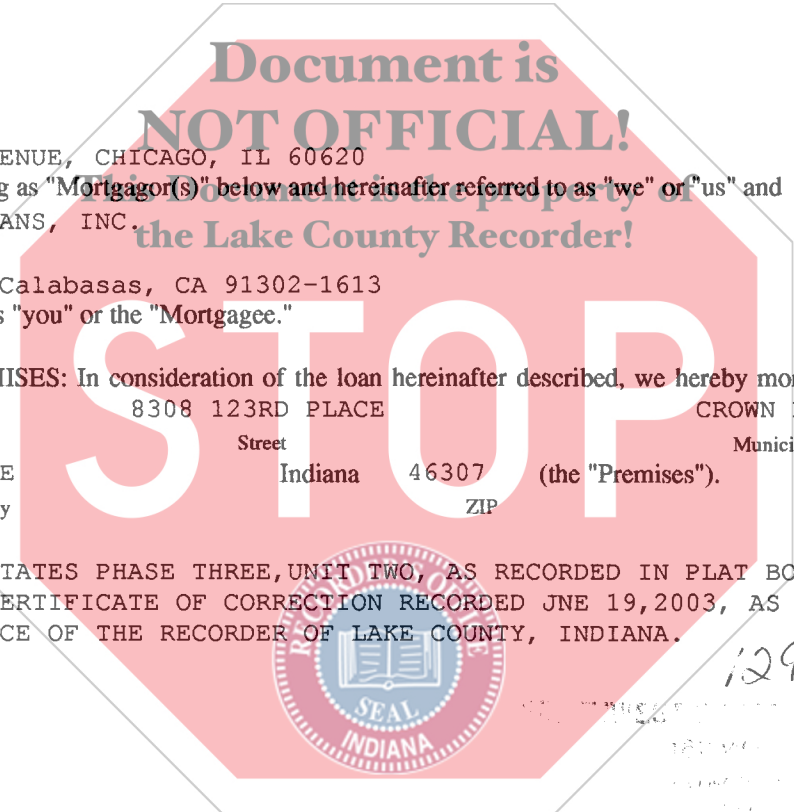 Document is
NOT OFFICIAL!
ENUE, CHICAGO, IL 60620
g as "Mortgagor(s)" below and hereinafter referred to as "we" or "us" and
This Document is the property of
ANS, INC.
the Lake County Recorder!
Calabasas, CA 91302-1613
s "you" or the "Mortgagee."
STOP
IISES: In consideration of the loan hereinafter described, we hereby mor
8308 123RD PLACE CROWN
Street Munici
E Indiana 46307 (the "Premises").
y ZIP
TATES PHASE THREE,UNIT TWO, AS RECORDED IN PLAT BO
ERTIFICATE OF CORRECTION RECORDED JNE 19,2003, AS
CE OF THE RECORDER OF LAKE COUNTY, INDIANA.
129
RECORDER'S OFFICE
SEAL
INDIANA